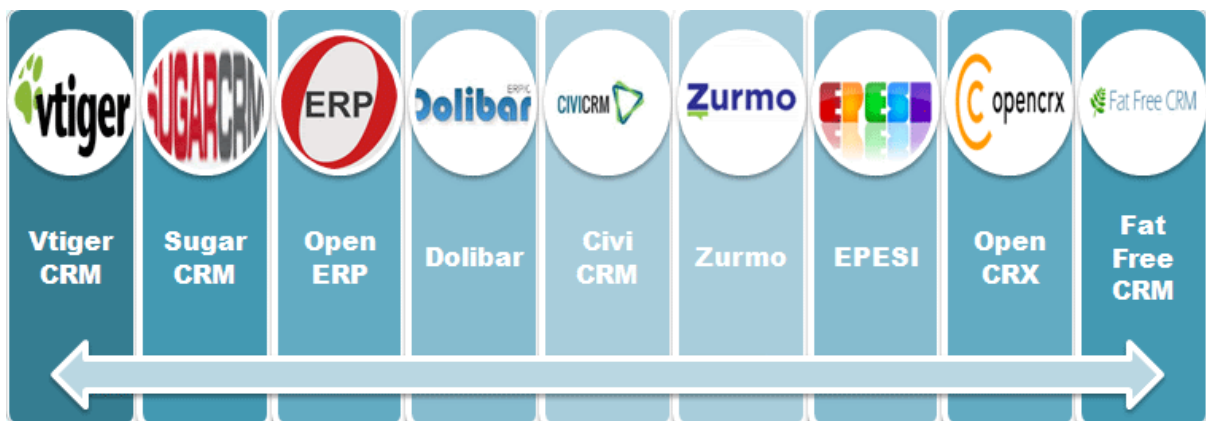 vtiger
SUGARCRM
ERP
ERP/C
Dolibar
CIVICRM
Zurmo
EPESI
opencrx
Fat Free CRM
Vtiger
CRM
Sugar
CRM
Open
ERP
Dolibar
Civi
CRM
Zurmo
EPESI
Open
CRX
Fat
Free
CRM